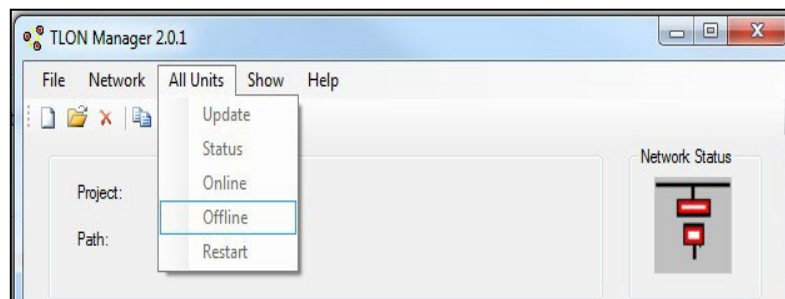 TLON Manager 2.0.1
File Network All Units Show Help
Update
Status
Online
Offline
Restart
Project:
Path:
Network Status